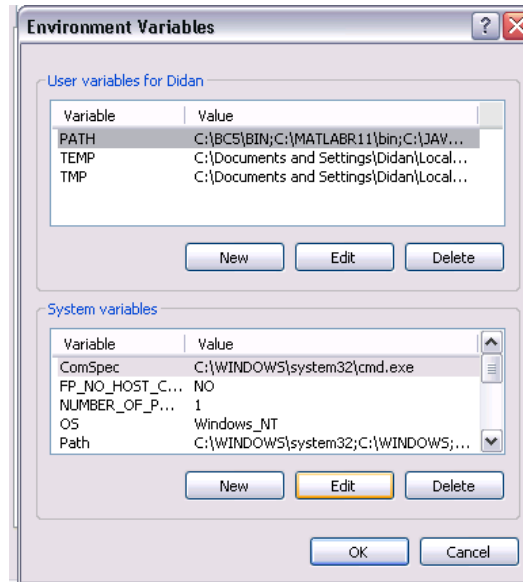 Environment Variables
User variables for Didan
Variable Value
PATH C:\BC5\BIN;C:\MATLABR11\bin;C:\JAV...
TEMP C:\Documents and Settings\Didan\Local...
TMP C:\Documents and Settings\Didan\Local...
New Edit Delete
System variables
Variable Value
ComSpec C:\WINDOWS\system32\cmd.exe
FP_NO_HOST_C... NO
NUMBER_OF_P... 1
OS Windows_NT
Path C:\WINDOWS\system32;C:\WINDOWS;...
New Edit Delete
OK Cancel